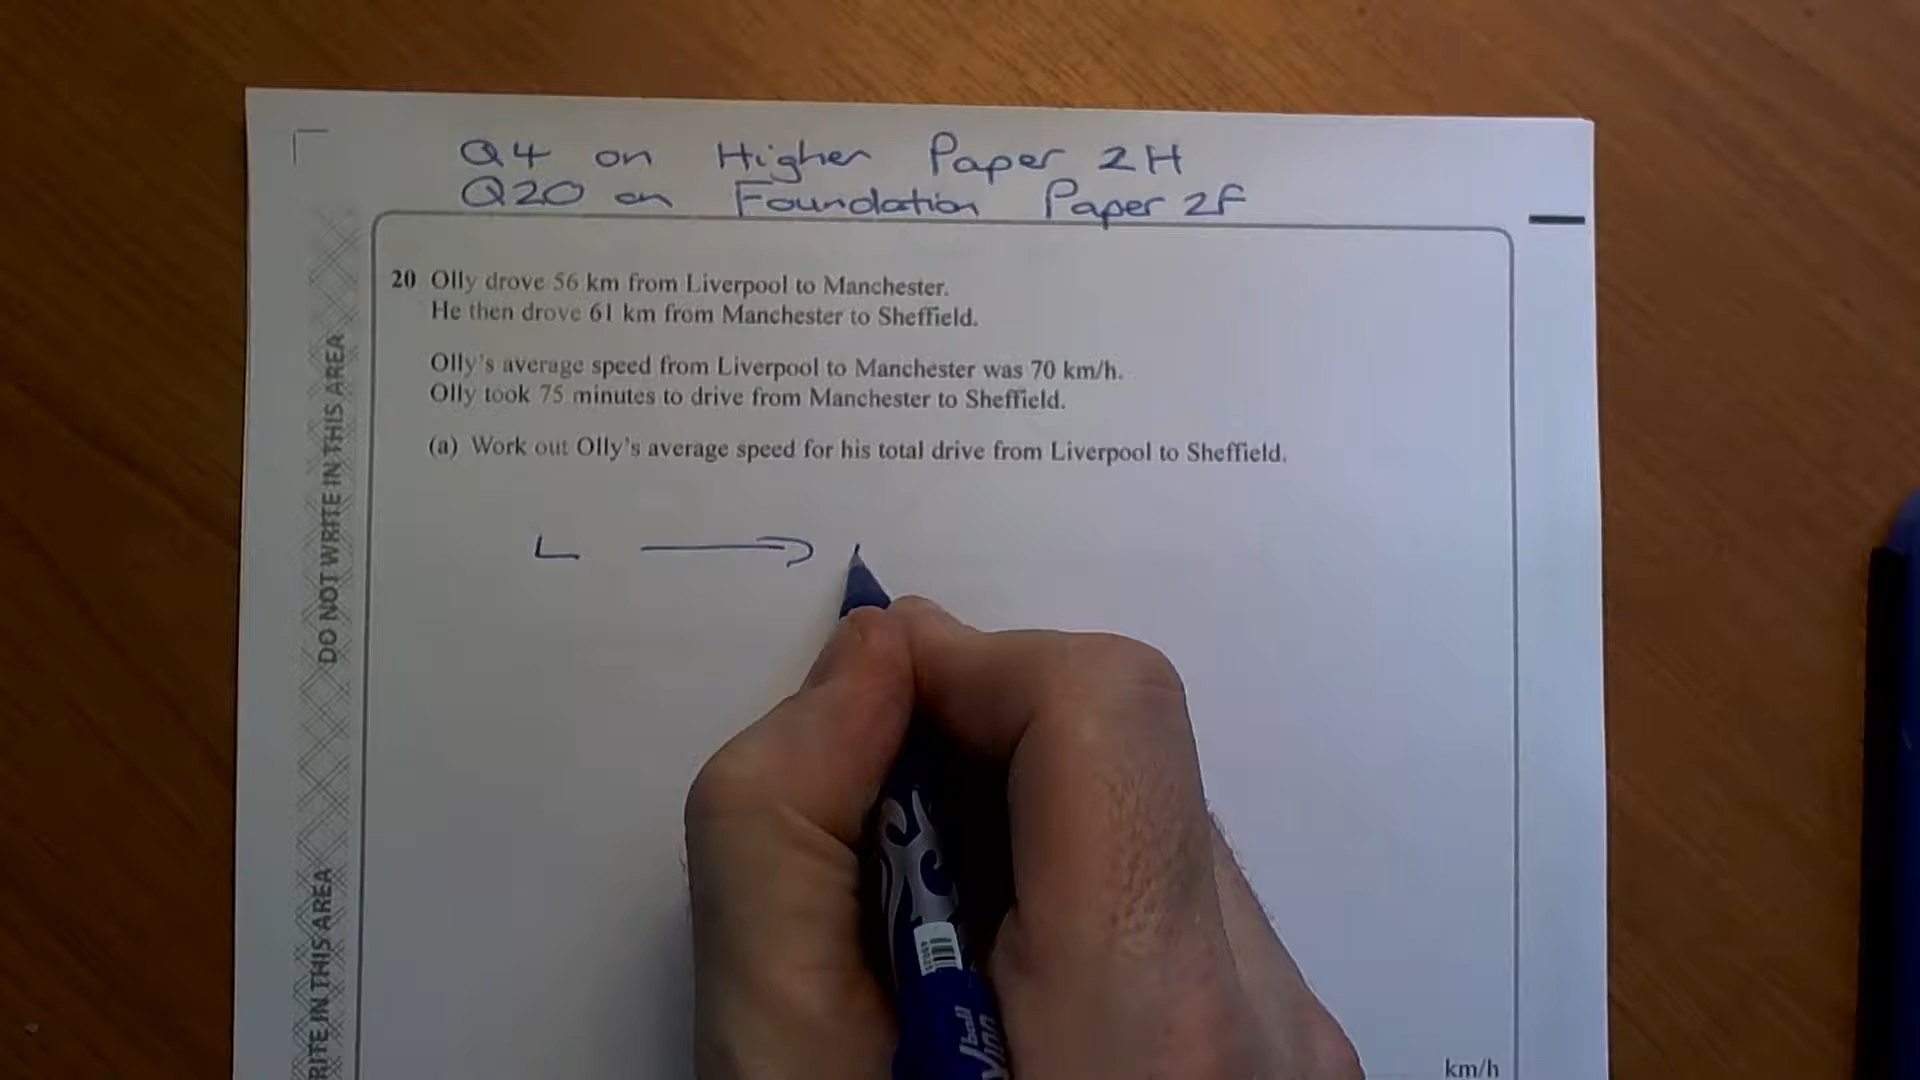 Q4 on Higher Paper 2H
Q20 on Foundation Paper 2F
20 Olly drove 56 km from Liverpool to Manchester.
He then drove 61 km from Manchester to Sheffield.
Olly's average speed from Liverpool to Manchester was 70 km/h.
Olly took 75 minutes to drive from Manchester to Sheffield.
(a) Work out Olly's average speed for his total drive from Liverpool to Sheffield.
L
km/h
DO NOT WRITE IN THIS AREA
RITE IN THIS AREA
ball